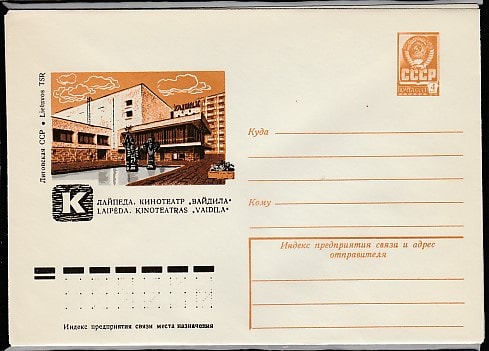 СССР
4
Литовская ССР • Lietuvos TSR
К
ЛАЙПЕДА. КИНОТЕАТР „ВАЙДИЛА“
LAIPĖDA. KINOTEATRAS „VAIDILA“
Куда
Кому
Индекс предприятия связи и адрес
отправителя
Индекс предприятия связи места назначения